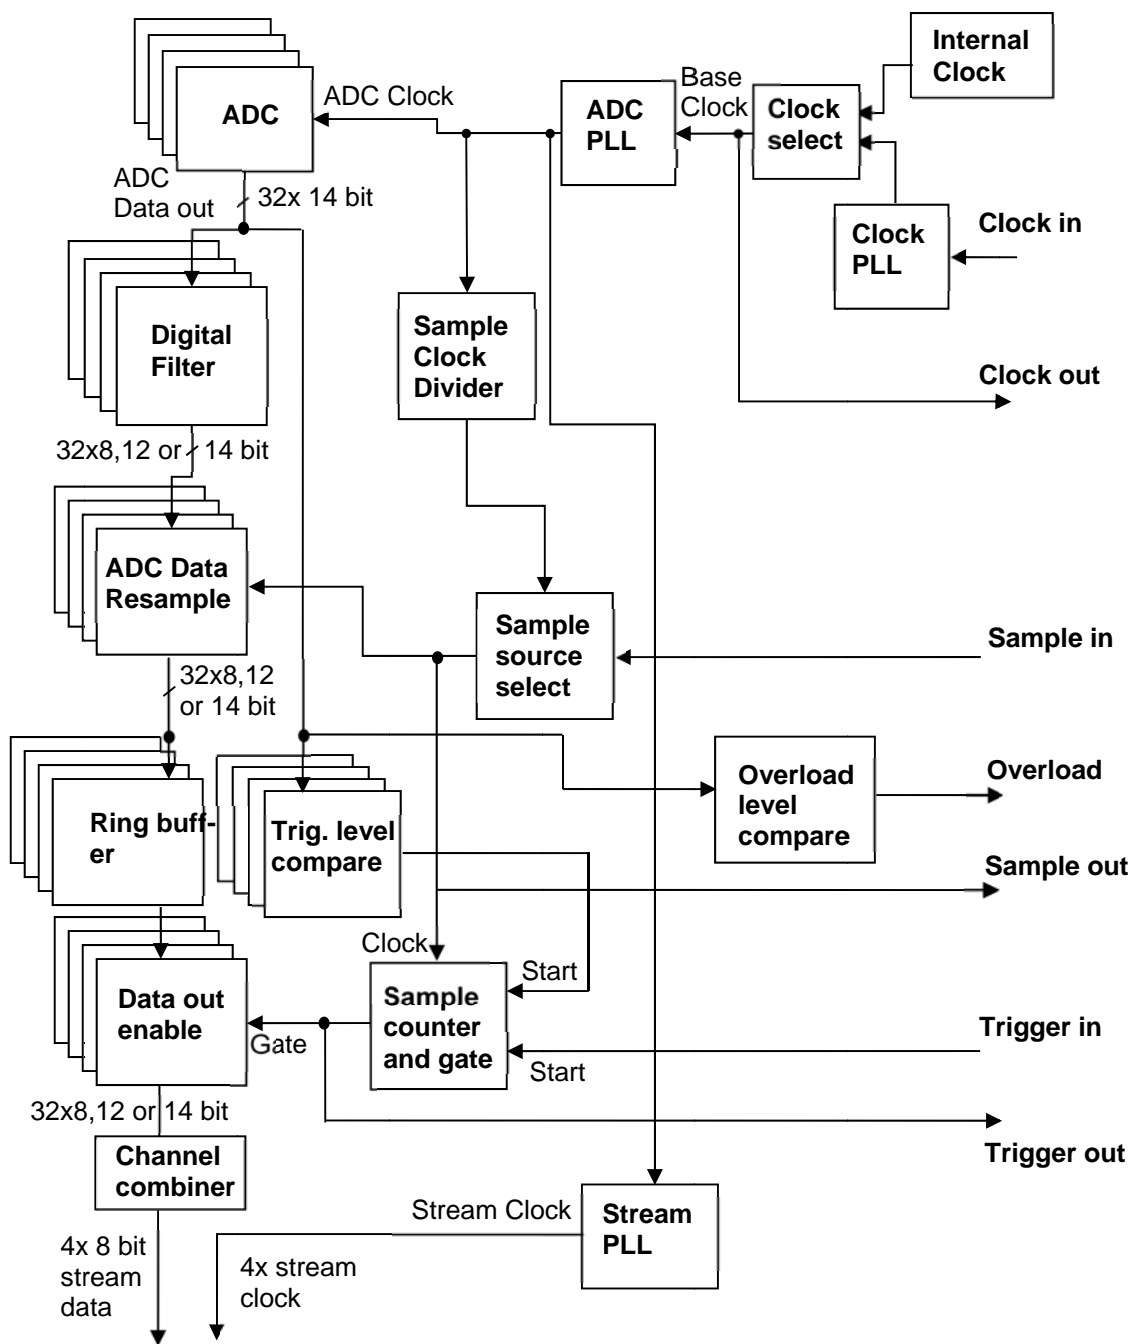 Internal
Clock
ADC
ADC Clock
ADC
PLL
Base
Clock
Clock
select
ADC
Data out
32x 14 bit
Clock
PLL
Clock in
Digital
Filter
Sample
Clock
Divider
Clock out
32x8,12 or 14 bit
ADC Data
Resample
Sample
source
select
Sample in
32x8,12
or 14 bit
Ring buff-
er
Trig. level
compare
Overload
level
compare
Overload
Sample out
Clock
Start
Data out
enable
Gate
Sample
counter
and gate
Start
Trigger in
32x8,12 or 14 bit
Trigger out
Channel
combiner
Stream Clock
Stream
PLL
4x 8 bit
stream
data
4x stream
clock